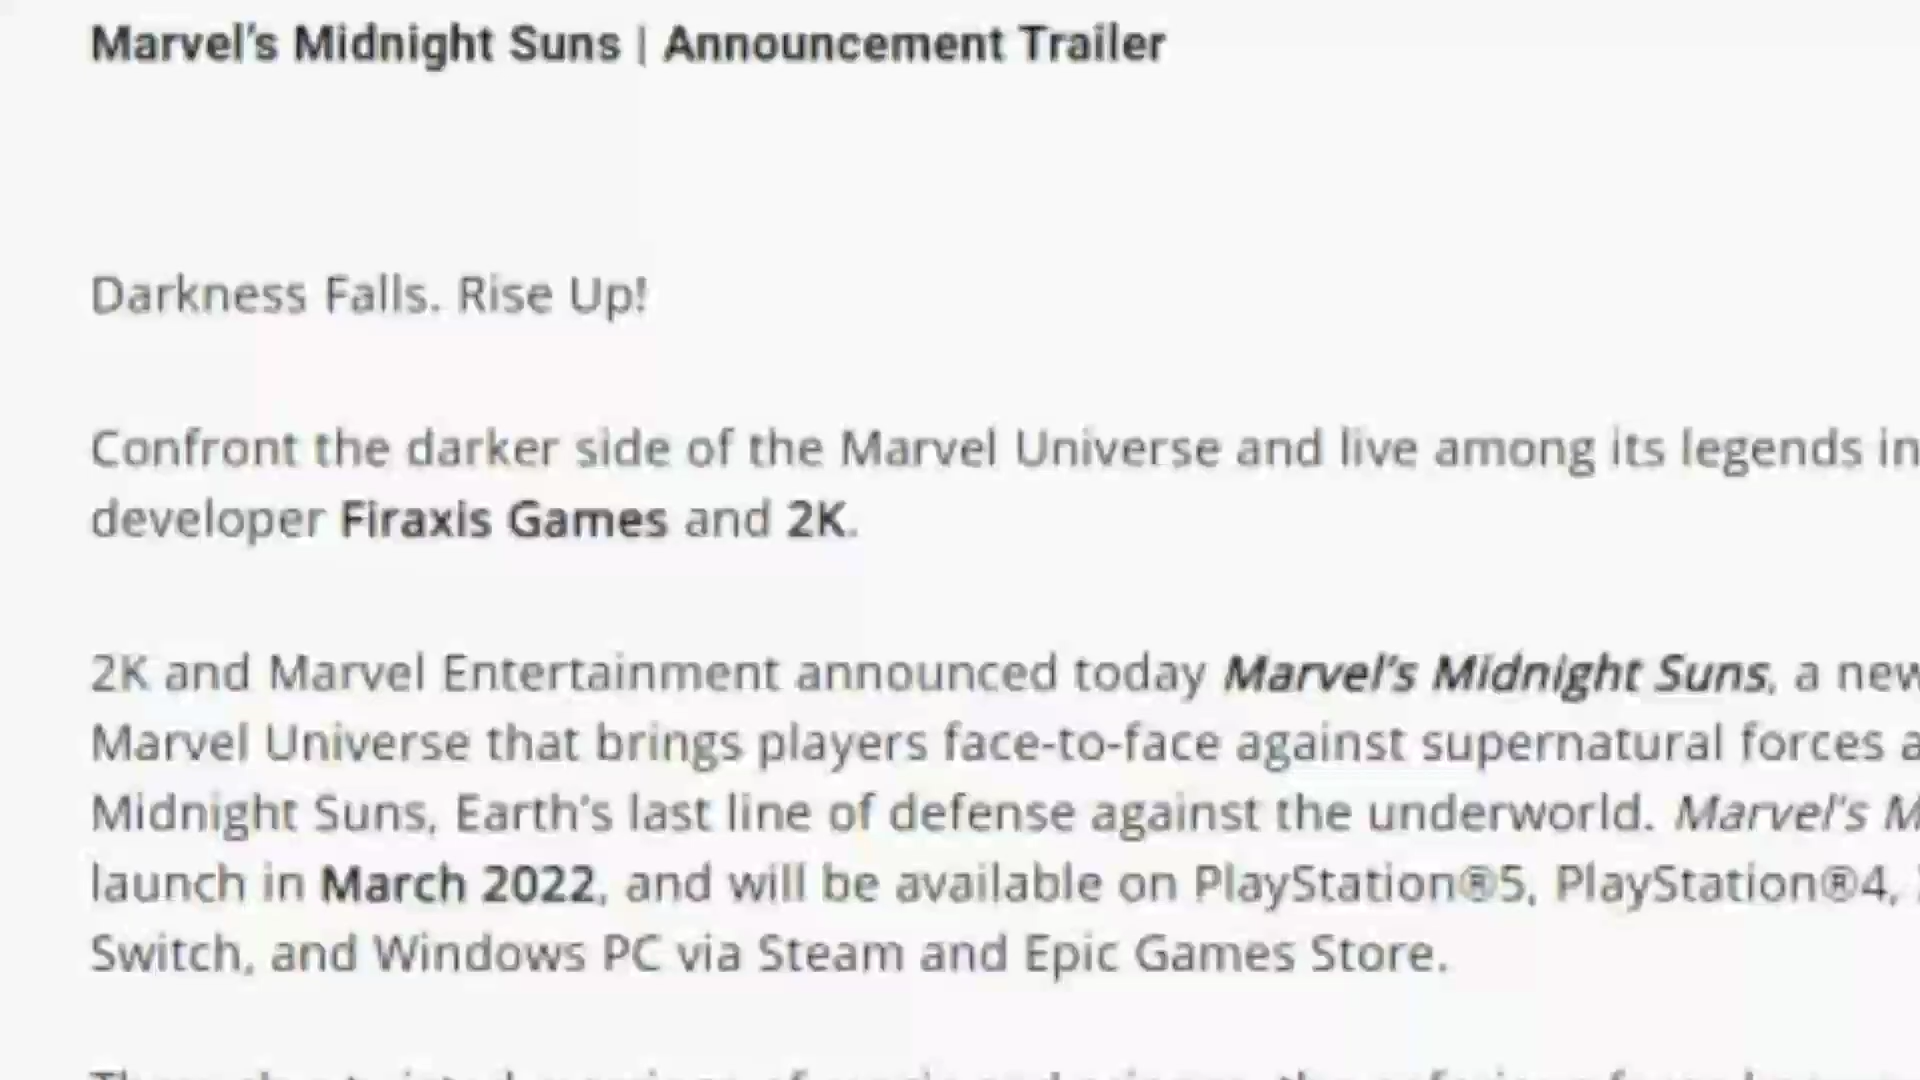 Marvel's Midnight Suns | Announcement Trailer
Darkness Falls. Rise Up!
Confront the darker side of the Marvel Universe and live among its legends in
developer Firaxis Games and 2K.
2K and Marvel Entertainment announced today Marvel's Midnight Suns, a new
Marvel Universe that brings players face-to-face against supernatural forces a
Midnight Suns, Earth's last line of defense against the underworld. Marvel's M
launch in March 2022, and will be available on PlayStation®5, PlayStation®4,
Switch, and Windows PC via Steam and Epic Games Store.